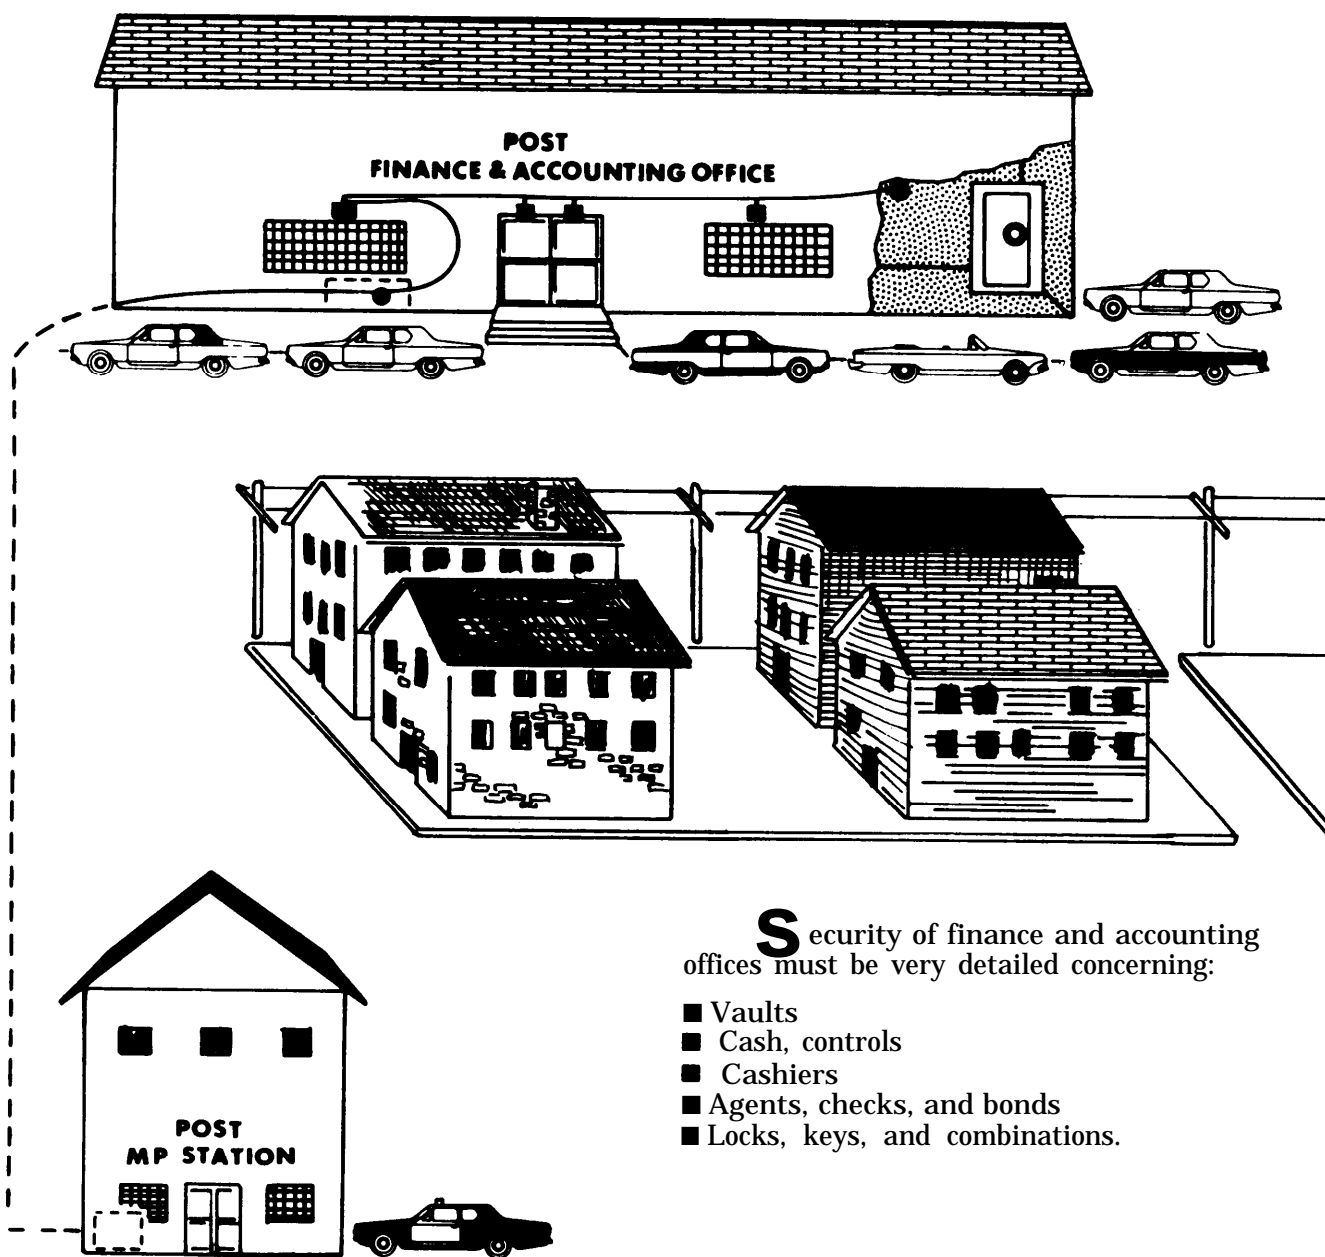 POST
FINANCE & ACCOUNTING OFFICE
Security of finance and accounting
offices must be very detailed concerning:
■ Vaults
■ Cash, controls
■ Cashiers
■ Agents, checks, and bonds
■ Locks, keys, and combinations.
POST
MP STATION